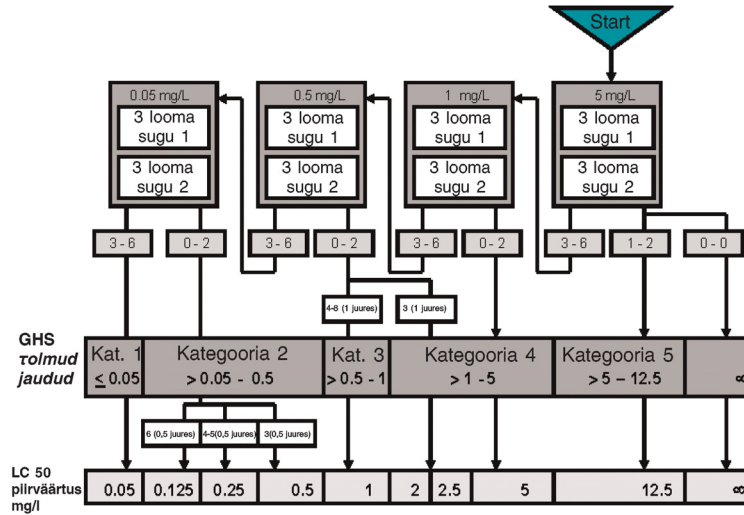 Start
0.05 mg/L
0.5 mg/L
1 mg/L
5 mg/L
3 looma
sugu 1
3 looma
sugu 1
3 looma
sugu 1
3 looma
sugu 1
3 looma
sugu 2
3 looma
sugu 2
3 looma
sugu 2
3 looma
sugu 2
3 - 6
0 - 2
3 - 6
0 - 2
3 - 6
0 - 2
3 - 6
1 - 2
0 - 0
4-8 (1 juures)
3 (1 juures)
GHS
τolmud
jaudud
Kat. 1
≤ 0.05
Kategooria 2
> 0.05 - 0.5
Kat. 3
> 0.5 - 1
Kategooria 4
> 1 - 5
Kategooria 5
> 5 – 12.5
∞
6 (0,5 juures)
4-5(0,5 juures)
3(0,5 juures)
LC 50
piirväärtus
mg/l
0.05
0.125
0.25
0.5
1
2
2.5
5
12.5
∞